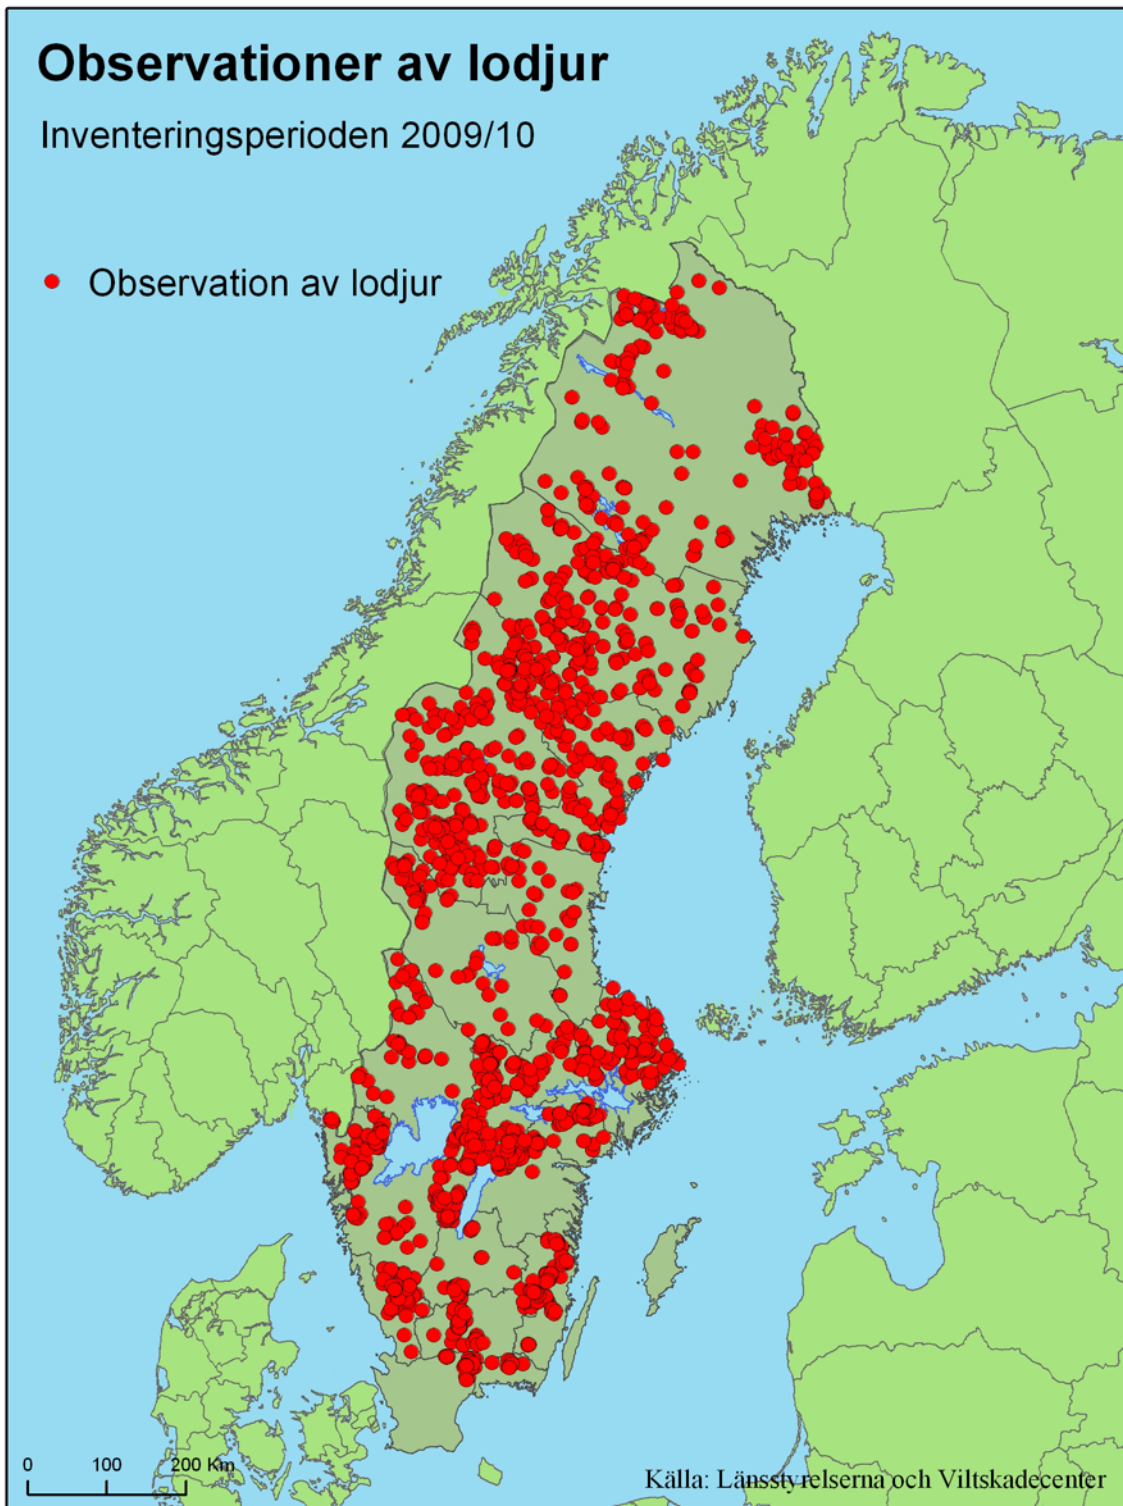 Observationer av lodjur
Inventeringsperioden 2009/10
Observation av lodjur
0 100 200 Km
Källa: Länsstyrelserna och Viltskadecenter